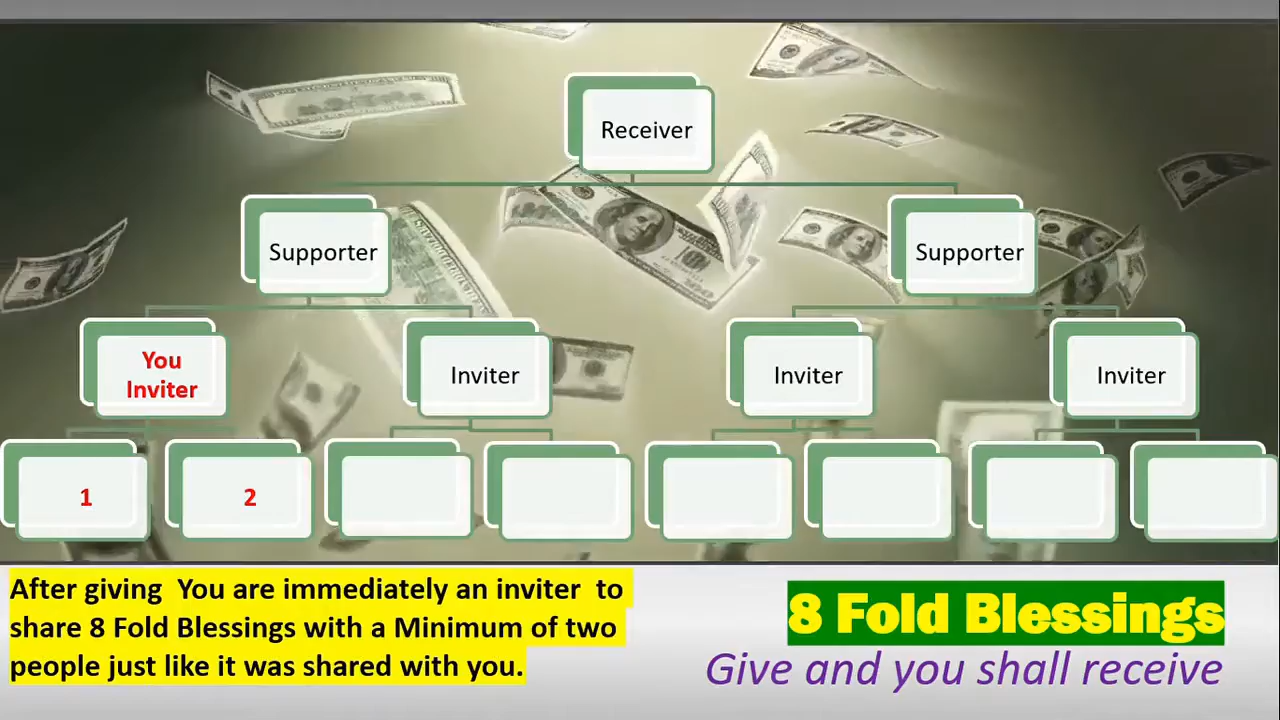 Receiver
Supporter
Supporter
You
Inviter
Inviter
Inviter
Inviter
1
2
After giving  You are immediately an inviter  to
share 8 Fold Blessings with a Minimum of two
people just like it was shared with you.
8 Fold Blessings
Give and you shall receive